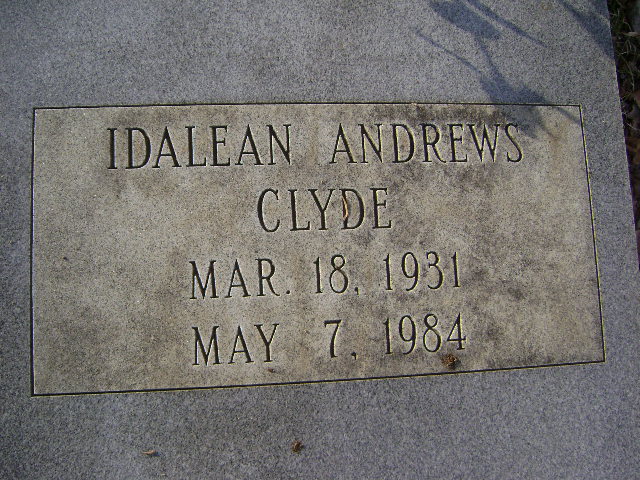 IDALEAN ANDREWS
CLYDE
MAR. 18, 1931
MAY 7, 1984